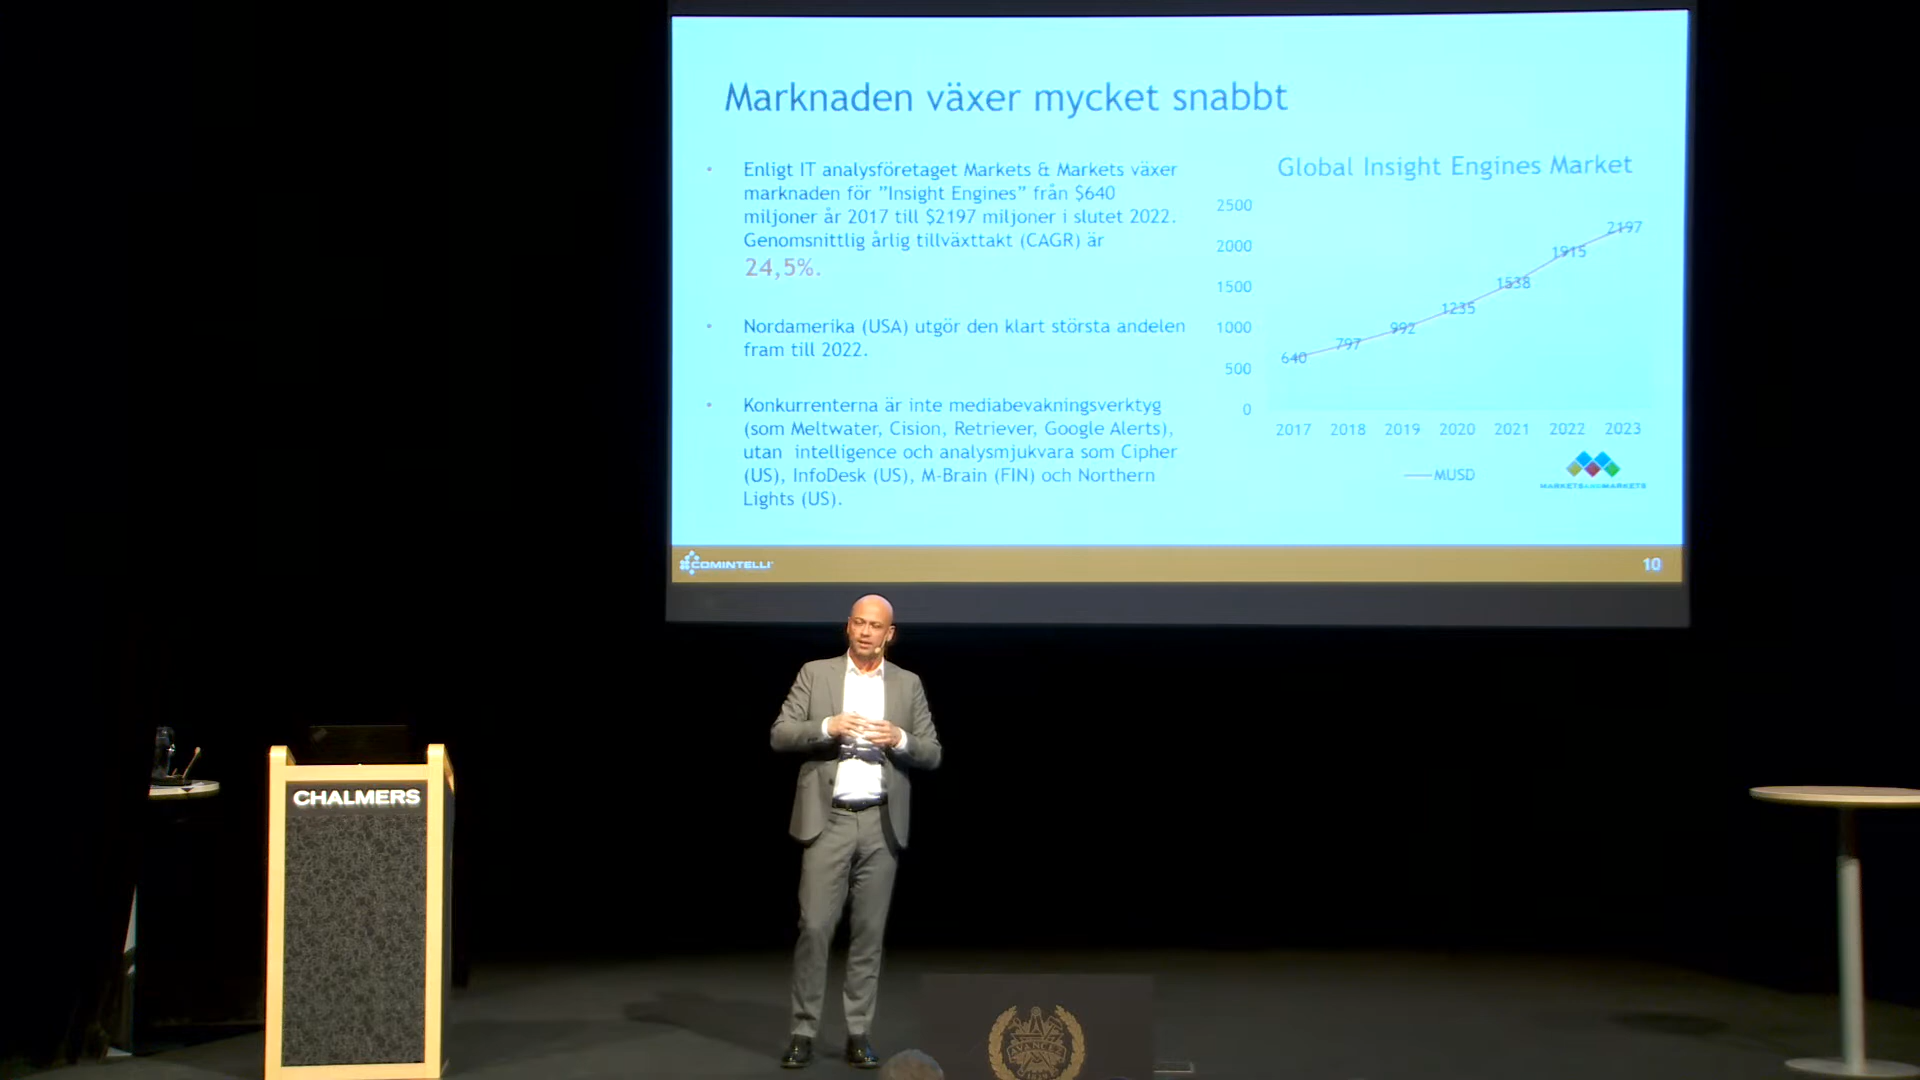 Marknaden växer mycket snabbt
• Enligt IT analysföretaget Markets & Markets växer
marknaden för ”Insight Engines” från $640
miljoner år 2017 till $2197 miljoner i slutet 2022.
Genomsnittlig årlig tillväxttakt (CAGR) är
24,5%.
• Nordamerika (USA) utgör den klart största andelen
fram till 2022.
• Konkurrenterna är inte mediabevakningsverktyg
(som Meltwater, Cision, Retriever, Google Alerts),
utan intelligence och analysmjukvara som Cipher
(US), InfoDesk (US), M-Brain (FIN) och Northern
Lights (US).
Global Insight Engines Market
2500
2000
1500
1000
500
0
640
797
992
1235
1538
1915
2197
2017 2018 2019 2020 2021 2022 2023
MUSD
MARKETSANDMARKETS
COMINTELLI
10
CHALMERS
AVANCEZ